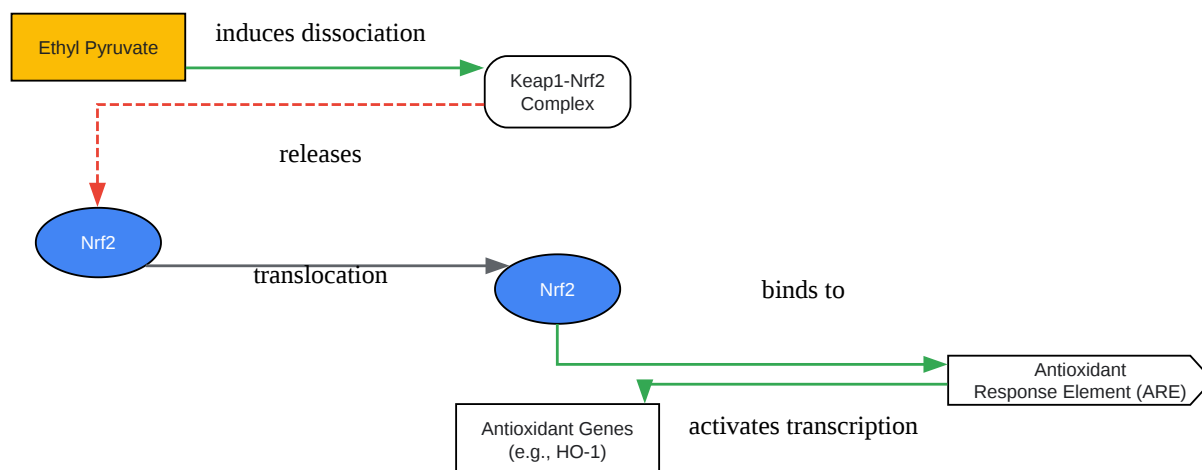 Ethyl Pyruvate
induces dissociation
Keap1-Nrf2
Complex
releases
Nrf2
translocation
Nrf2
binds to
Antioxidant
Response Element (ARE)
activates transcription
Antioxidant Genes
(e.g., HO-1)